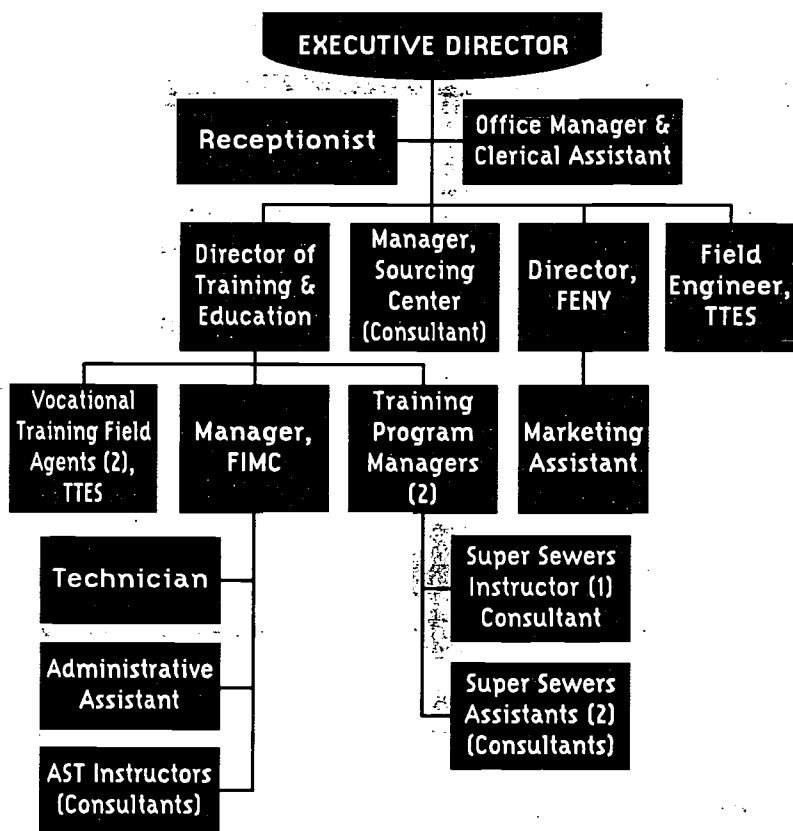 EXECUTIVE DIRECTOR
Receptionist
Office Manager &
Clerical Assistant
Director of
Training &
Education
Manager,
Sourcing
Center
(Consultant)
Director,
FENY
Field
Engineer,
TTES
Vocational
Training Field
Agents (2),
TTES
Manager,
FIMC
Training
Program
Managers
(2)
Marketing
Assistant
Technician
Administrative
Assistant
AST Instructors
(Consultants)
Super Sewers
Instructor (1)
Consultant
Super Sewers
Assistants (2)
(Consultants)